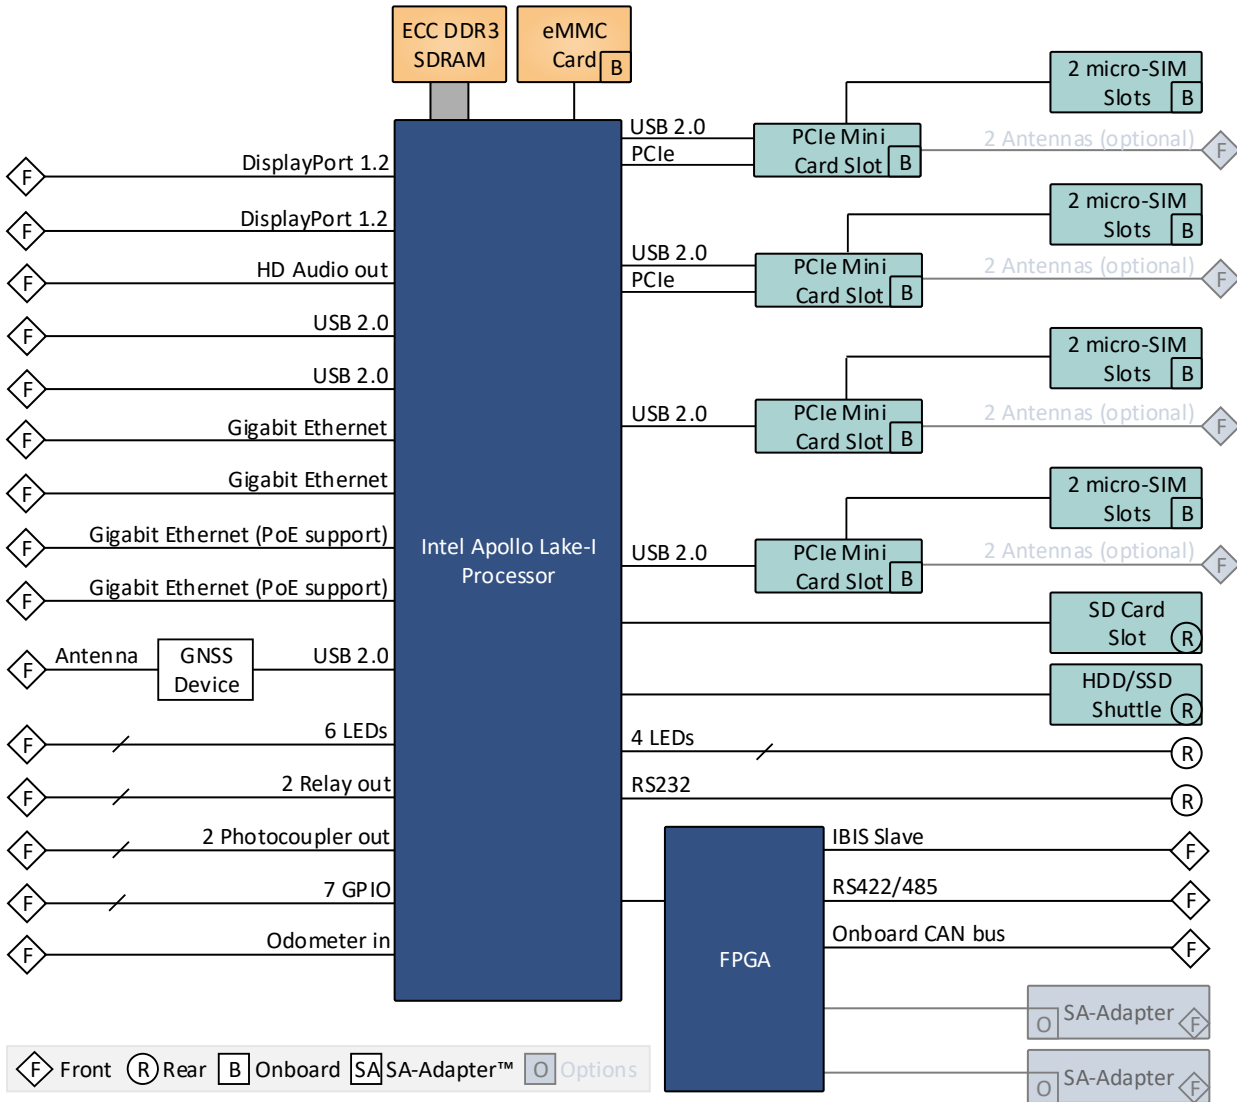 ECC DDR3
SDRAM
eMMC
Card B
2 micro-SIM
Slots B
USB 2.0
PCIe
PCIe Mini
Card Slot B
2 Antennas (optional)
F
F
DisplayPort 1.2
2 micro-SIM
Slots B
F
DisplayPort 1.2
USB 2.0
PCIe
PCIe Mini
Card Slot B
2 Antennas (optional)
F
F
HD Audio out
F
USB 2.0
2 micro-SIM
Slots B
F
USB 2.0
USB 2.0
PCIe Mini
Card Slot B
2 Antennas (optional)
F
F
Gigabit Ethernet
F
Gigabit Ethernet
2 micro-SIM
Slots B
F
Gigabit Ethernet (PoE support)
Intel Apollo Lake-I
Processor
USB 2.0
PCIe Mini
Card Slot B
2 Antennas (optional)
F
F
Gigabit Ethernet (PoE support)
SD Card
Slot R
F
Antenna
GNSS
Device
USB 2.0
HDD/SSD
Shuttle R
F
6 LEDs
4 LEDs
R
F
2 Relay out
RS232
R
F
2 Photocoupler out
IBIS Slave
F
F
7 GPIO
RS422/485
F
F
Odometer in
Onboard CAN bus
F
FPGA
SA-Adapter
O
F
SA-Adapter
O
F
F Front R Rear B Onboard SA SA-Adapter™ O Options